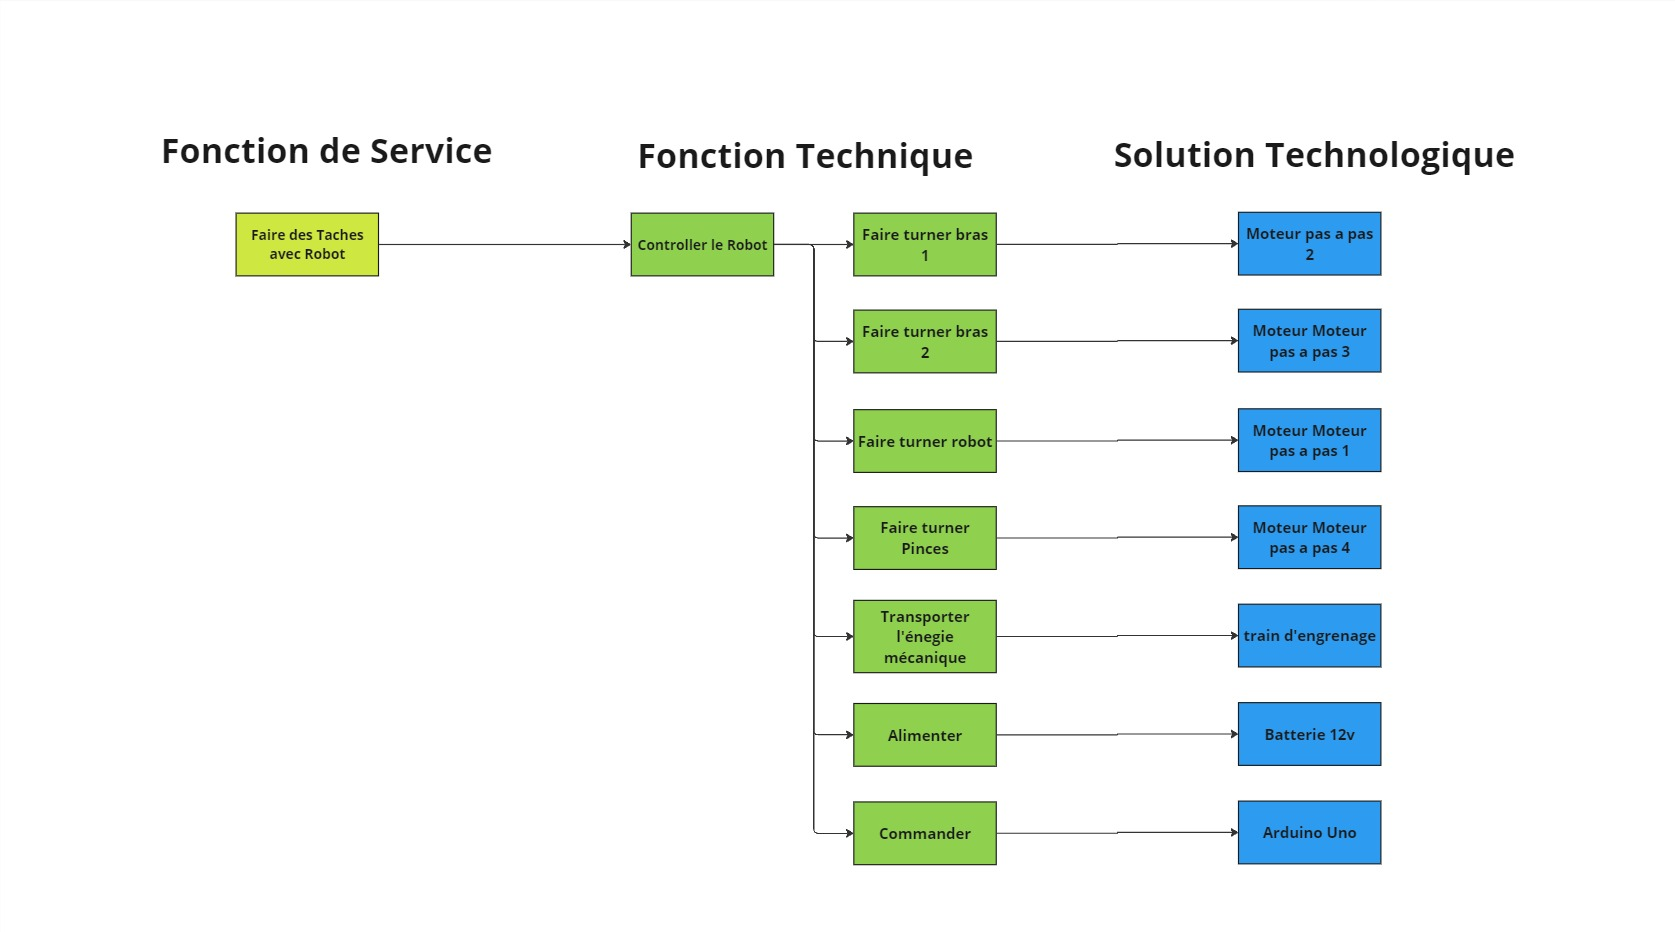 Fonction de Service
Fonction Technique
Solution Technologique
Faire des Taches
avec Robot
Controller le Robot
Faire turner bras
1
Moteur pas a pas
2
Faire turner bras
2
Moteur Moteur
pas a pas 3
Faire turner robot
Moteur Moteur
pas a pas 1
Faire turner
Pinces
Moteur Moteur
pas a pas 4
Transporter
l'énegie
mécanique
train d'engrenage
Alimenter
Batterie 12v
Commander
Arduino Uno